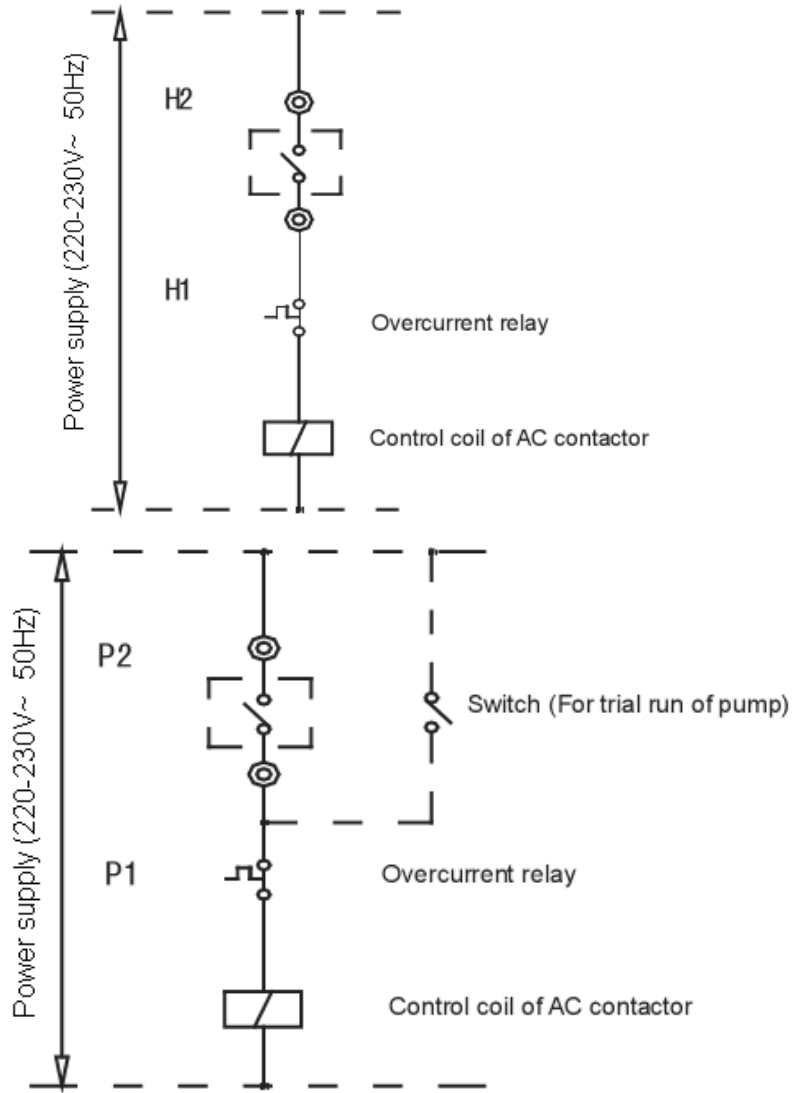 Power supply (220-230V~ 50Hz)
H2
H1
Overcurrent relay
Control coil of AC contactor
Power supply (220-230V~ 50Hz)
P2
Switch (For trial run of pump)
P1
Overcurrent relay
Control coil of AC contactor